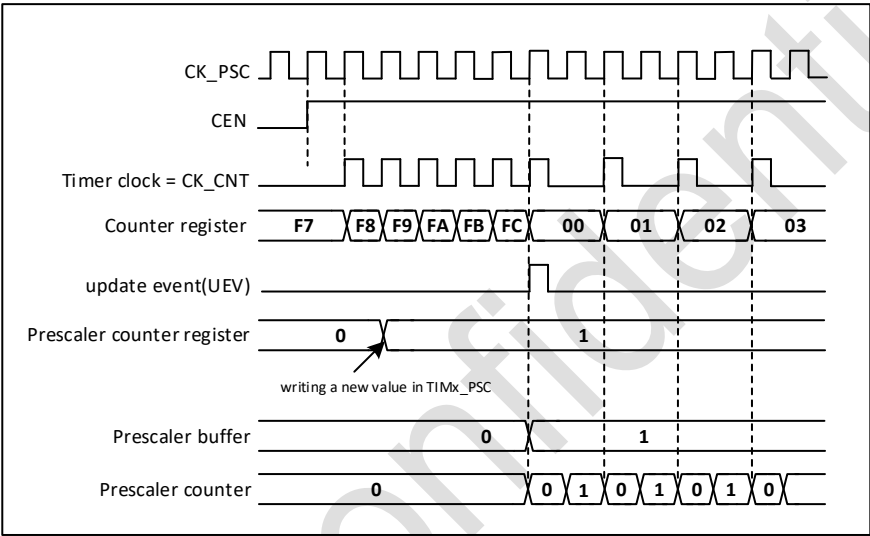 CK_PSC
CEN
Timer clock = CK_CNT
Counter register F7 F8 F9 FA FB FC 00 01 02 03
update event(UEV)
Prescaler counter register 0 1
writing a new value in TIMx_PSC
Prescaler buffer 0 1
Prescaler counter 0 0 1 0 1 0 1 0